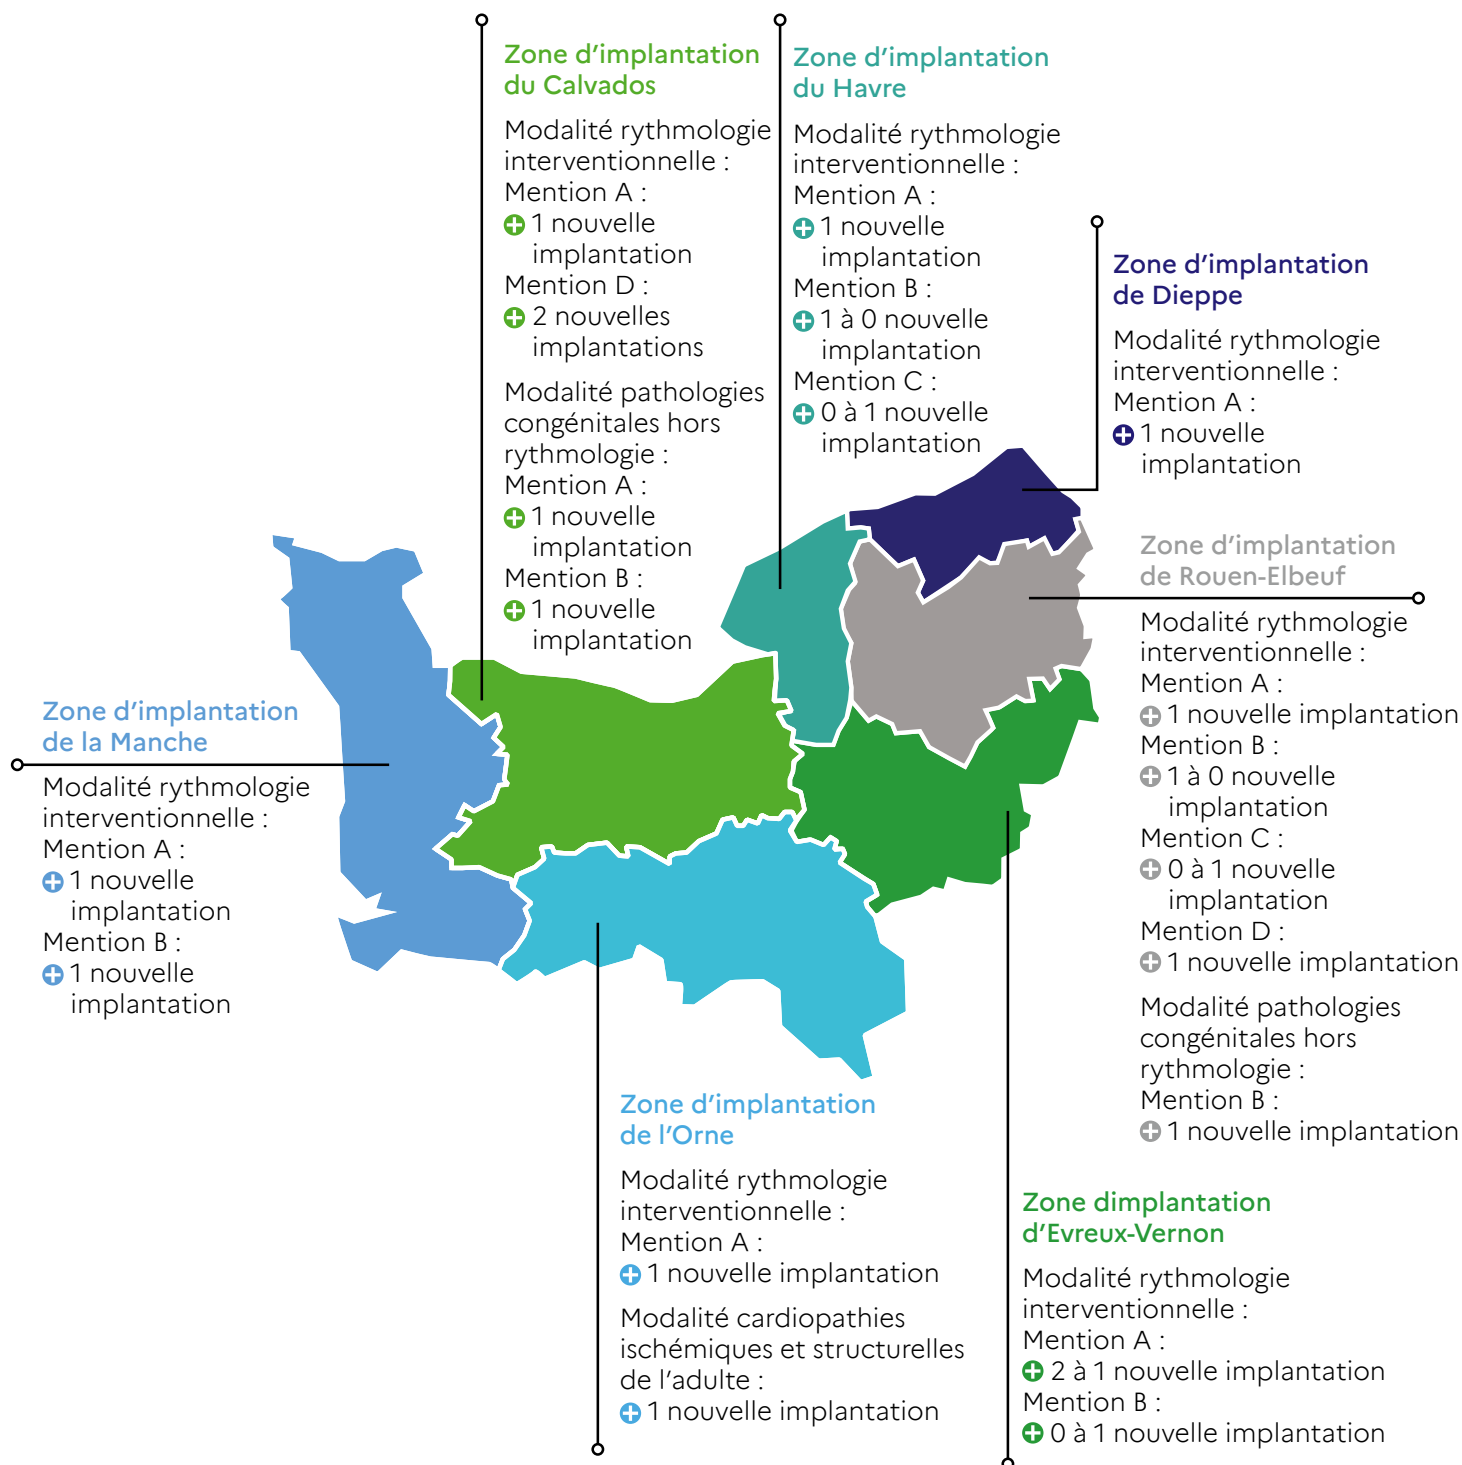 Zone d’implantation
du Calvados
Modalité rythmologie
interventionnelle :
Mention A :
1 nouvelle
implantation
Mention D :
2 nouvelles
implantations
Modalité pathologies
congénitales hors
rythmologie :
Mention A :
1 nouvelle
implantation
Mention B :
1 nouvelle
implantation
Zone d’implantation
du Havre
Modalité rythmologie
interventionnelle :
Mention A :
1 nouvelle
implantation
Mention B :
1 à 0 nouvelle
implantation
Mention C :
0 à 1 nouvelle
implantation
Zone d’implantation
de Dieppe
Modalité rythmologie
interventionnelle :
Mention A :
1 nouvelle
implantation
Zone d’implantation
de Rouen-Elbeuf
Modalité rythmologie
interventionnelle :
Mention A :
1 nouvelle implantation
Mention B :
1 à 0 nouvelle
implantation
Mention C :
0 à 1 nouvelle
implantation
Mention D :
1 nouvelle implantation
Modalité pathologies
congénitales hors
rythmologie :
Mention B :
1 nouvelle implantation
Zone d’implantation
de la Manche
Modalité rythmologie
interventionnelle :
Mention A :
1 nouvelle
implantation
Mention B :
1 nouvelle
implantation
Zone d’implantation
de l’Orne
Modalité rythmologie
interventionnelle :
Mention A :
1 nouvelle implantation
Modalité cardiopathies
ischémiques et structurelles
de l’adulte :
1 nouvelle implantation
Zone dimplantation
d’Evreux-Vernon
Modalité rythmologie
interventionnelle :
Mention A :
2 à 1 nouvelle implantation
Mention B :
0 à 1 nouvelle implantation